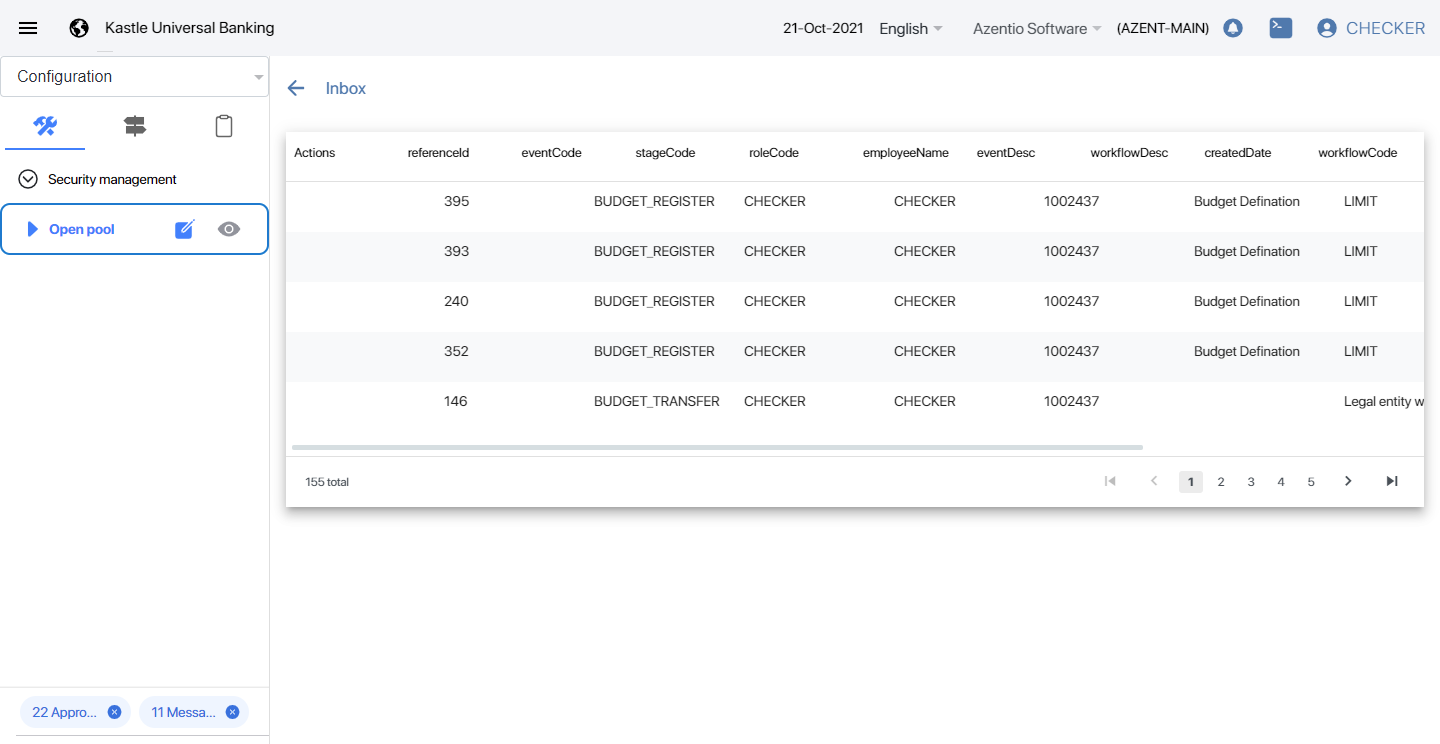 Kastle Universal Banking 21-Oct-2021 English Azentio Software (AZENT-MAIN) CHECKER
Configuration
Inbox
Security management
Open pool
Actions referenceId eventCode stageCode roleCode employeeName eventDesc workflowDesc createdDate workflowCode
395 BUDGET_REGISTER CHECKER CHECKER 1002437 Budget Defination LIMIT
393 BUDGET_REGISTER CHECKER CHECKER 1002437 Budget Defination LIMIT
240 BUDGET_REGISTER CHECKER CHECKER 1002437 Budget Defination LIMIT
352 BUDGET_REGISTER CHECKER CHECKER 1002437 Budget Defination LIMIT
146 BUDGET_TRANSFER CHECKER CHECKER 1002437 Legal entity w
155 total 1 2 3 4 5
22 Appro... 11 Messa...